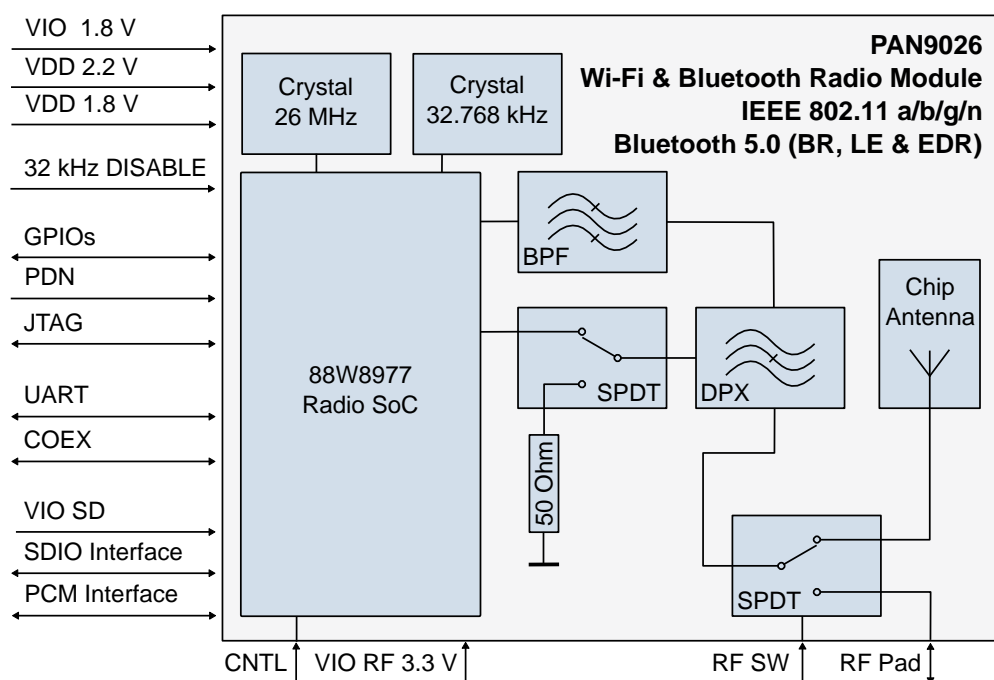 VIO 1.8 V
VDD 2.2 V
VDD 1.8 V
32 kHz DISABLE
GPIOs
PDN
JTAG
UART
COEX
VIO SD
SDIO Interface
PCM Interface
Crystal
26 MHz
Crystal
32.768 kHz
PAN9026
Wi-Fi & Bluetooth Radio Module
IEEE 802.11 a/b/g/n
Bluetooth 5.0 (BR, LE & EDR)
BPF
88W8977
Radio SoC
SPDT
DPX
Chip
Antenna
50 Ohm
SPDT
CNTL
VIO RF 3.3 V
RF SW
RF Pad